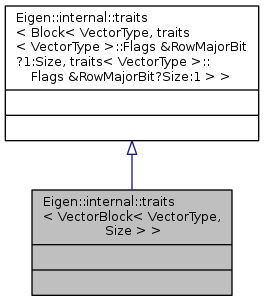 Eigen::internal::traits
< Block< VectorType, traits
< VectorType >::Flags &RowMajorBit
?1:Size, traits< VectorType >::
Flags &RowMajorBit?Size:1 > >
Eigen::internal::traits
< VectorBlock< VectorType,
Size > >